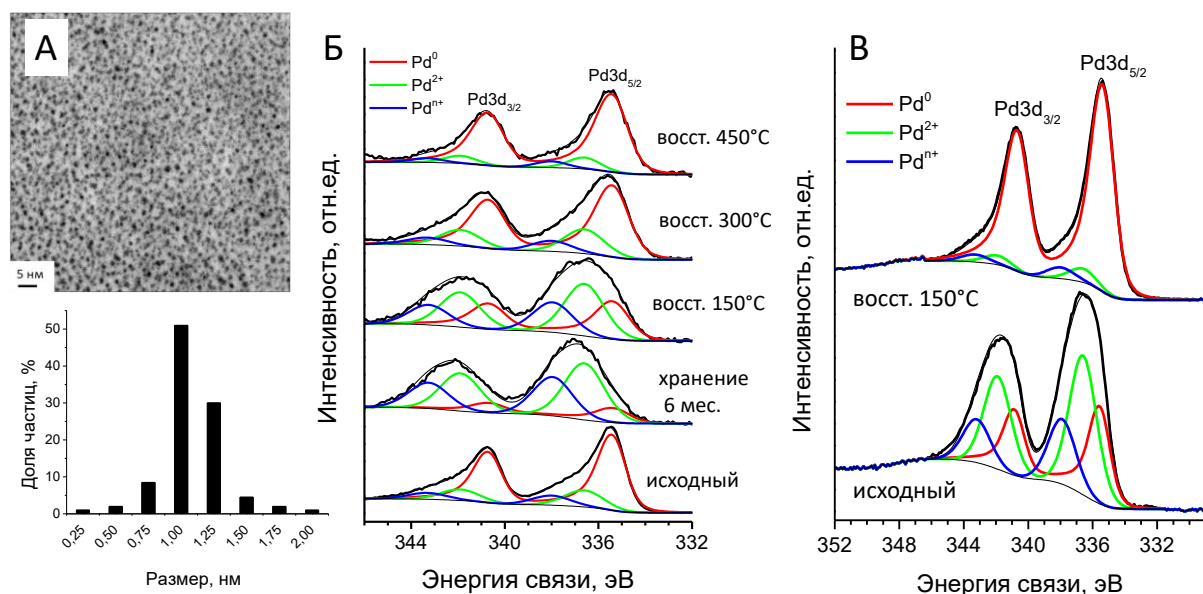 А
5 нм
Доля частиц, %
50
40
30
20
10
0
0,25
0,50
0,75
1,00
1,25
1,50
1,75
2,00
Размер, нм
Б
Pd0
Pd2+
Pdn+
Pd3d3/2
Pd3d5/2
восст. 450°C
восст. 300°C
восст. 150°C
хранение
6 мес.
исходный
Интенсивность, отн.ед.
344
340
336
332
Энергия связи, эВ
В
Pd0
Pd2+
Pdn+
Pd3d3/2
Pd3d5/2
восст. 150°C
исходный
Интенсивность, отн.ед.
352
348
344
340
336
332
Энергия связи, эВ